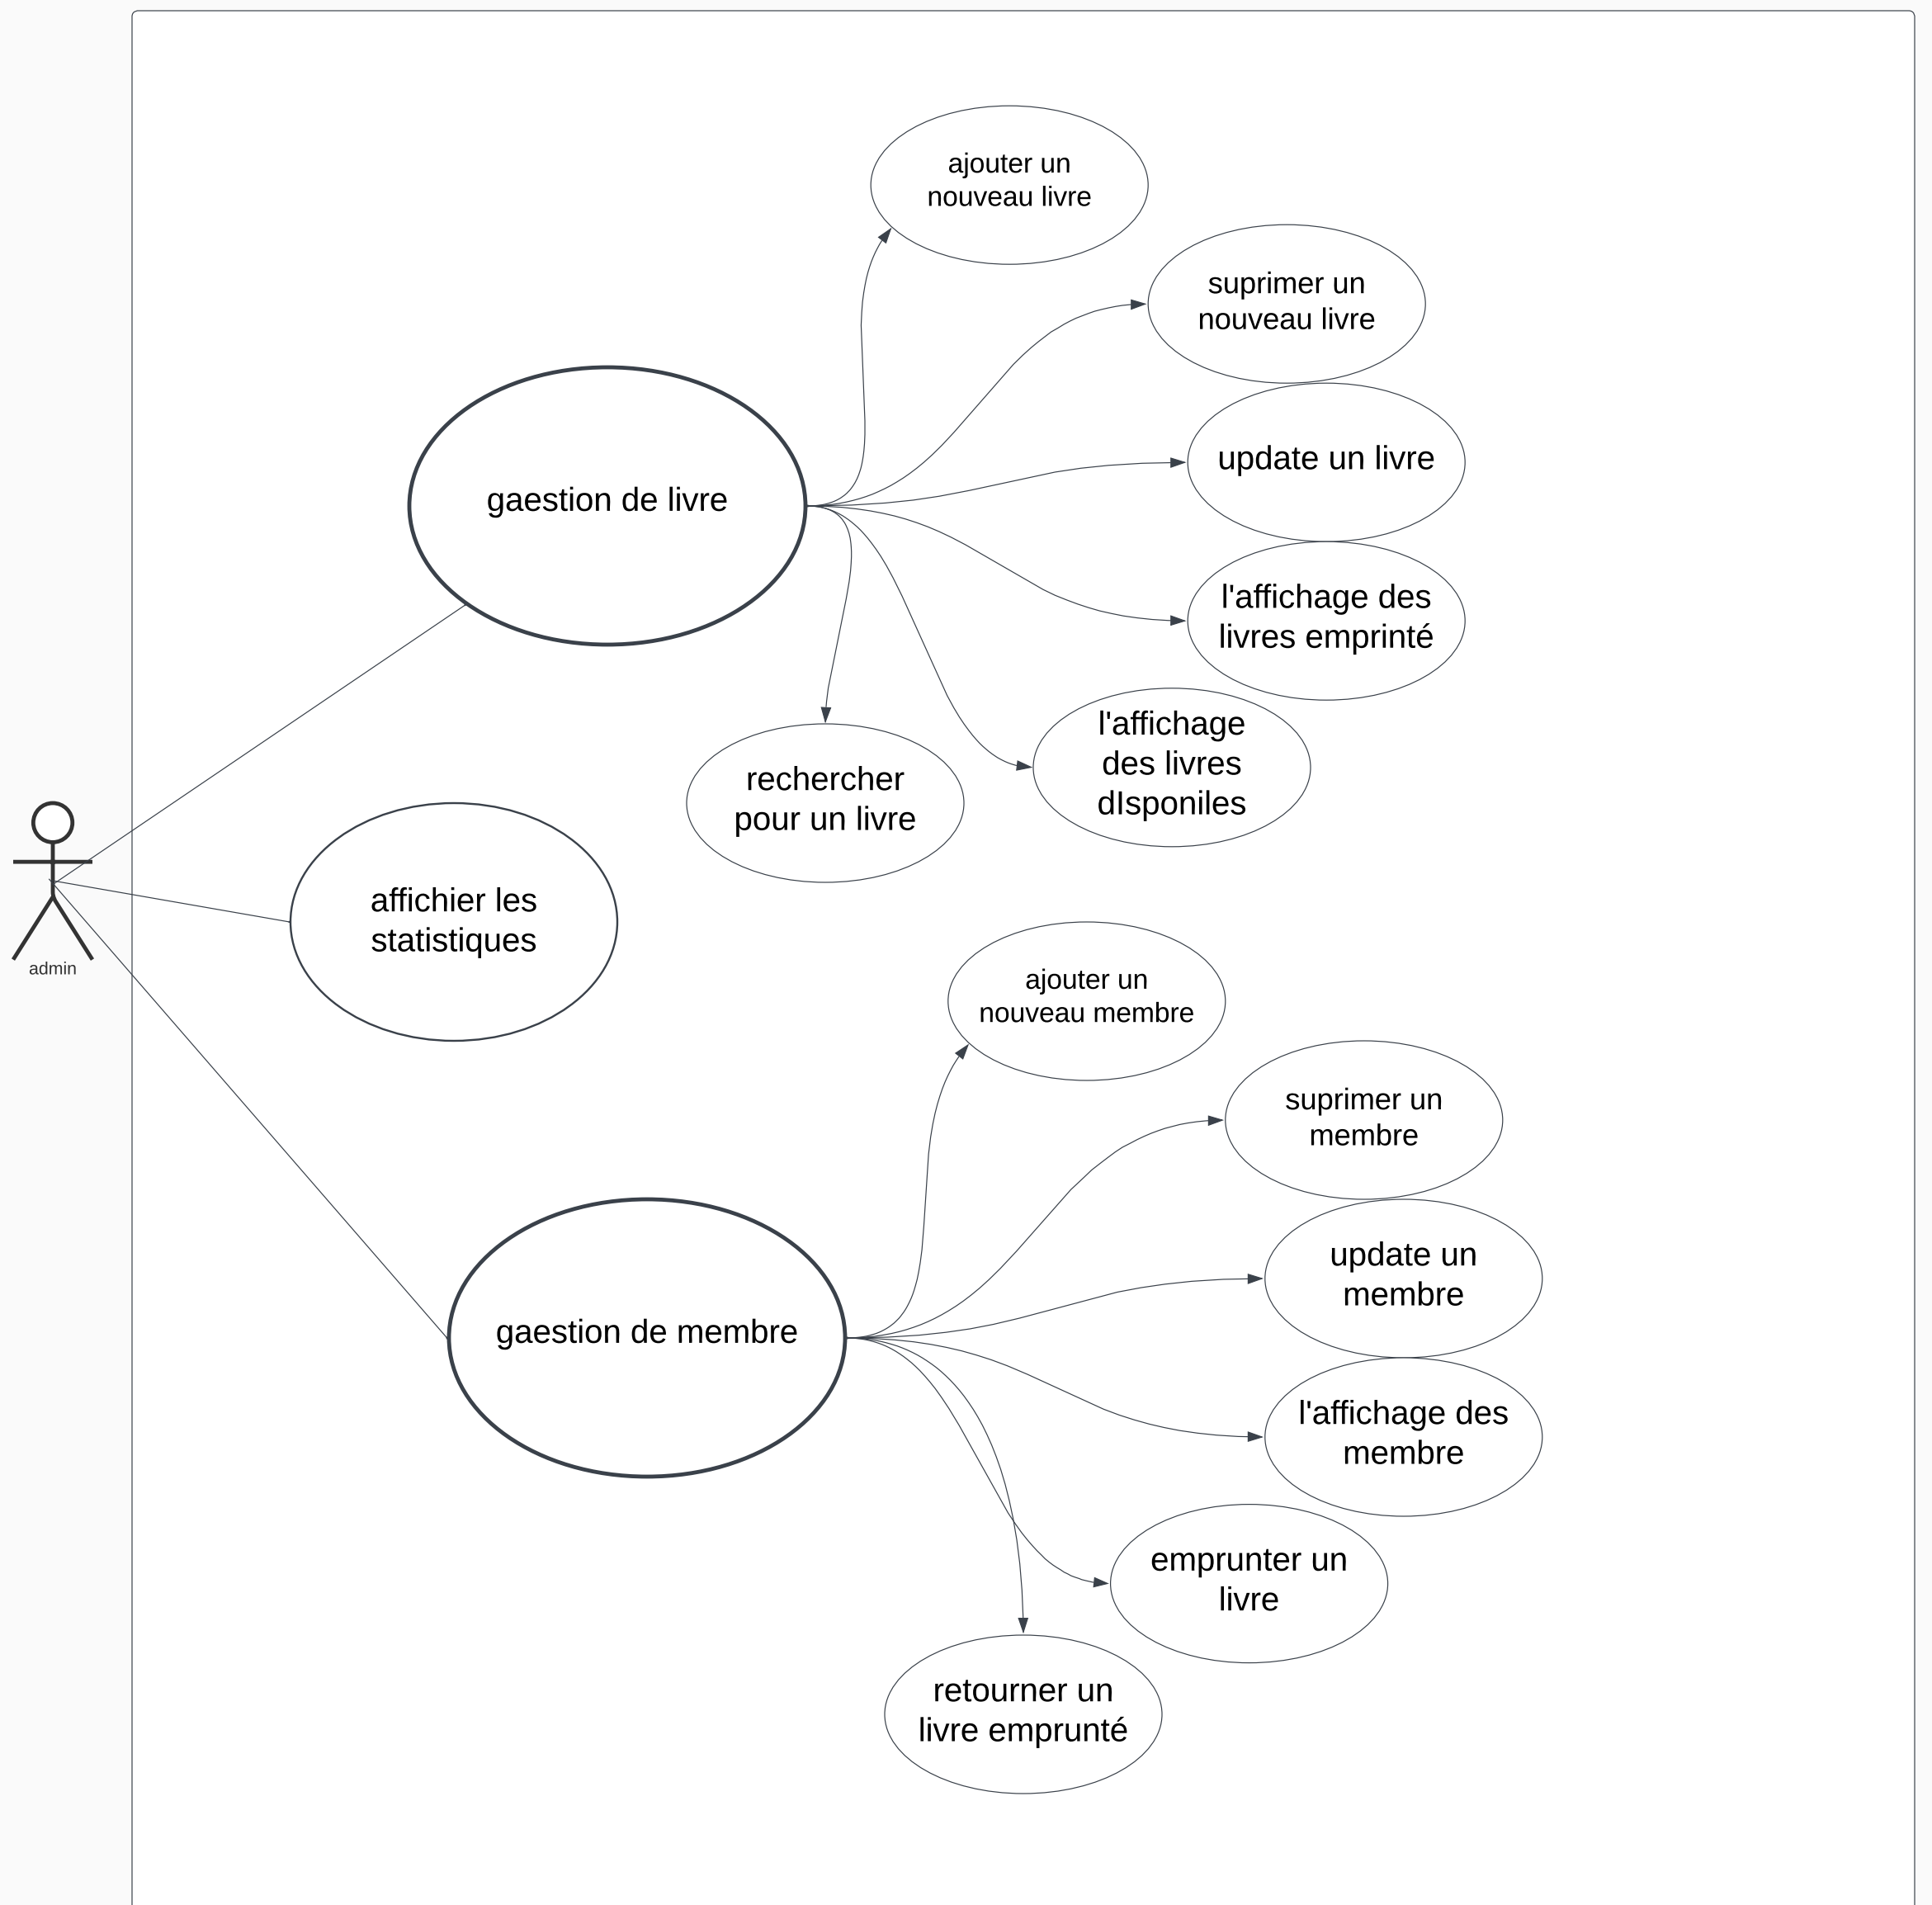 ajouter un
nouveau livre
suprimer un
nouveau livre
update un livre
gaestion de livre
l'affichage des
livres emprinté
l'affichage
des livres
dIsponiles
rechercher
pour un livre
affichier les
statistiques
admin
ajouter un
nouveau membre
suprimer un
membre
update un
membre
gaestion de membre
l'affichage des
membre
emprunter un
livre
retourner un
livre emprunté